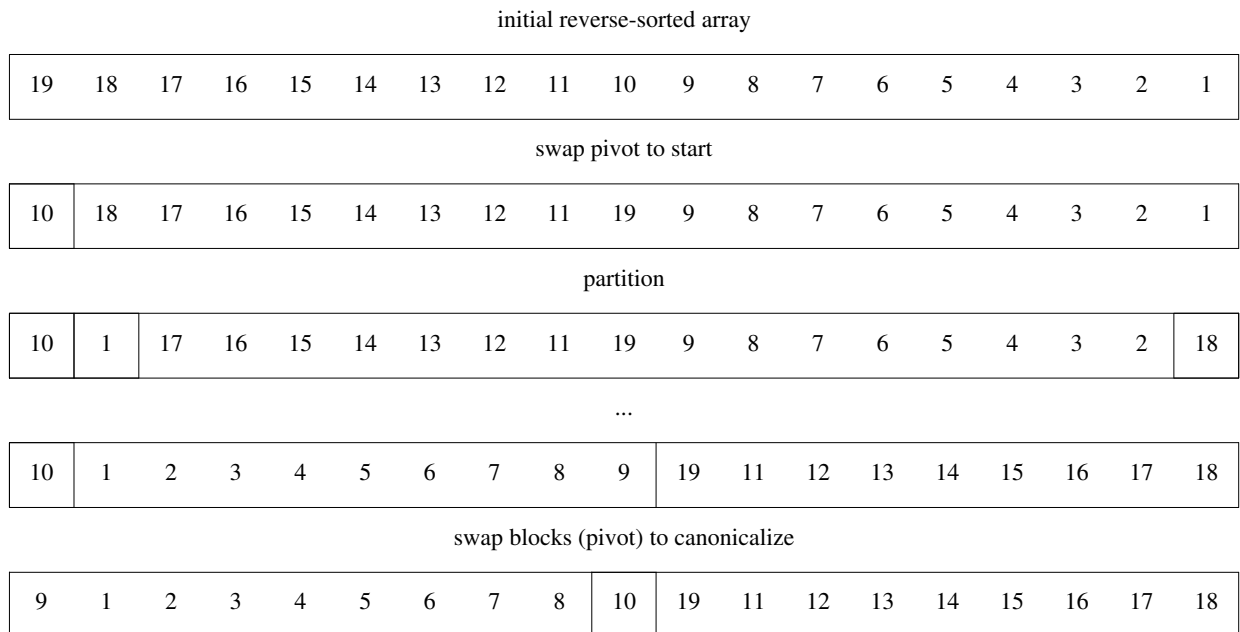 initial reverse-sorted array
19 18 17 16 15 14 13 12 11 10 9 8 7 6 5 4 3 2 1
swap pivot to start
10 18 17 16 15 14 13 12 11 19 9 8 7 6 5 4 3 2 1
partition
10 1 17 16 15 14 13 12 11 19 9 8 7 6 5 4 3 2 18
...
10 1 2 3 4 5 6 7 8 9 19 11 12 13 14 15 16 17 18
swap blocks (pivot) to canonicalize
9 1 2 3 4 5 6 7 8 10 19 11 12 13 14 15 16 17 18